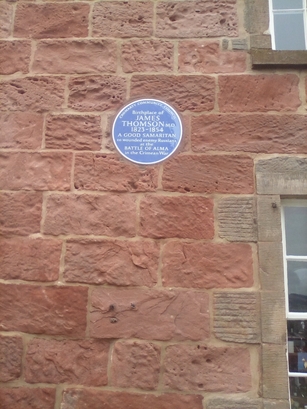 Birthplace of
JAMES
THOMSON M.D.
1823-1854
A GOOD SAMARITAN
to wounded enemy Russians
at the
BATTLE OF ALMA
in the Crimean War